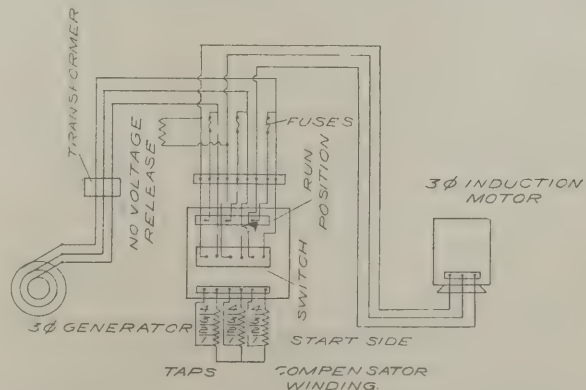 TRANSFORMER
NO VOLTAGE
RELEASE
FUSES
RUN
POSITION
3Ø INDUCTION
MOTOR
SWITCH
3Ø GENERATOR
START SIDE
TAPS
COMPENSATOR
WINDING.